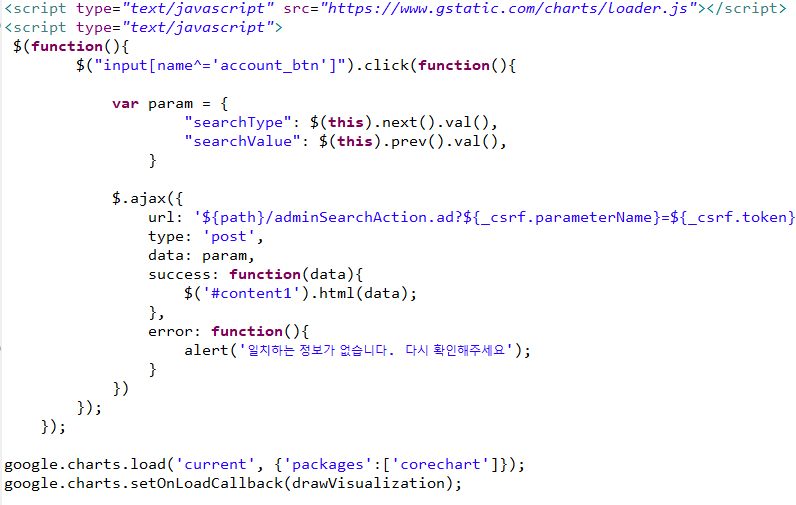 <script type="text/javascript" src="https://www.gstatic.com/charts/loader.js"></script>
<script type="text/javascript">
$(function(){
$("input[name^='account_btn']").click(function(){
var param = {
"searchType": $(this).next().val(),
"searchValue": $(this).prev().val(),
}
$.ajax({
url: '${path}/adminSearchAction.ad?${_csrf.parameterName}=${_csrf.token}
type: 'post',
data: param,
success: function(data){
$('#content1').html(data);
},
error: function(){
alert('일치하는 정보가 없습니다. 다시 확인해주세요');
}
})
});
});
google.charts.load('current', {'packages':['corechart']});
google.charts.setOnLoadCallback(drawVisualization);